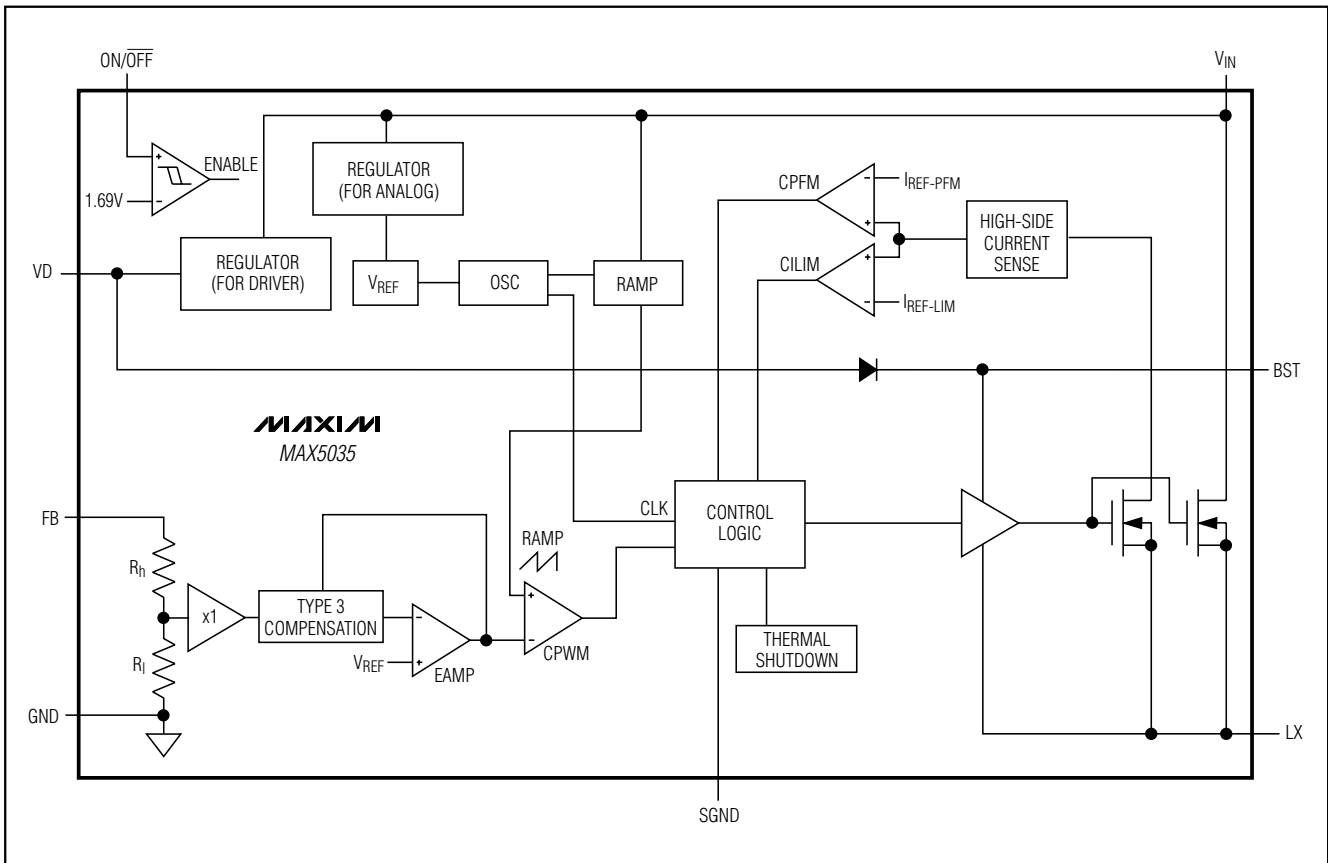 ON/OFF
VIN
ENABLE
+
-
1.69V
REGULATOR
(FOR ANALOG)
CPFM
-
IREF-PFM
+
HIGH-SIDE
CURRENT
SENSE
VD
REGULATOR
(FOR DRIVER)
VREF
OSC
RAMP
CILIM
+
-
IREF-LIM
BST
MAXIM
MAX5035
FB
CLK
CONTROL
LOGIC
Rh
RAMP
x1
TYPE 3
COMPENSATION
-
+
VREF
EAMP
+
-
CPWM
THERMAL
SHUTDOWN
Rl
GND
LX
SGND